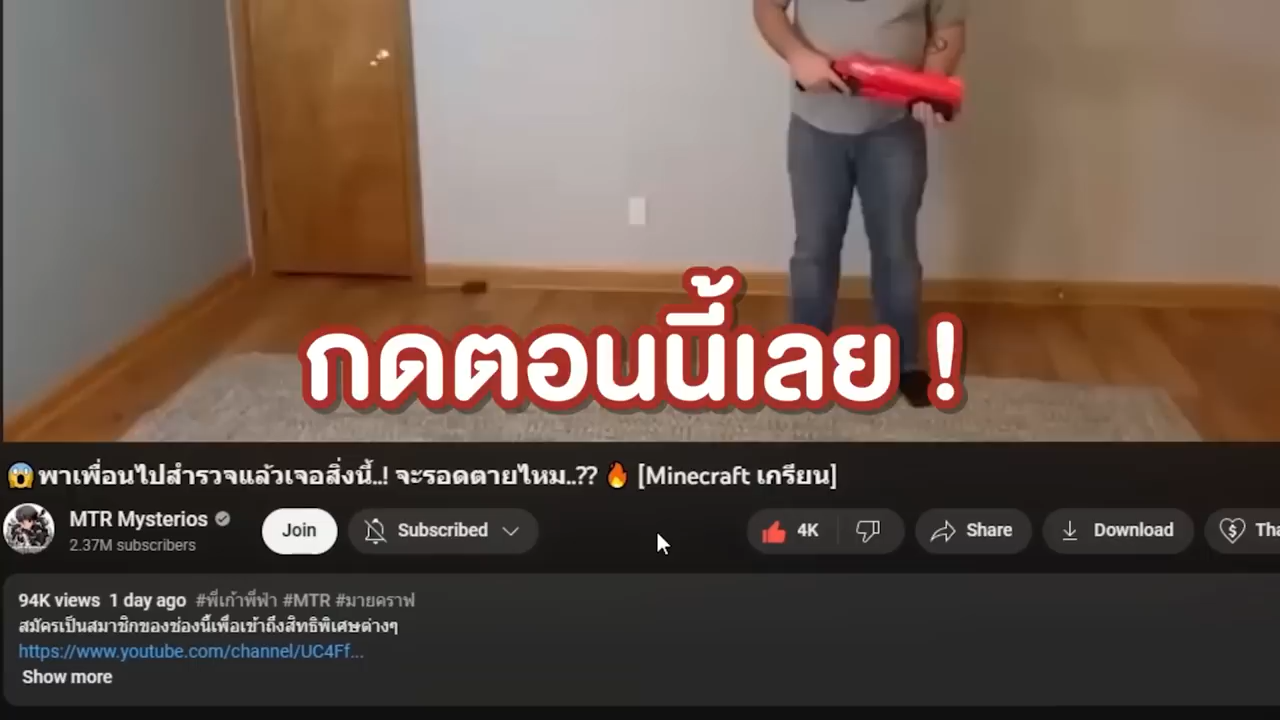 กดตอนนี้เลย !
😱พาเพื่อนไปสำรวจแล้วเจอสิ่งนี้..! จะรอดตายไหม..?? 🔥 [Minecraft เกรียน]
MTR Mysterios
2.37M subscribers
Join
Subscribed
4K
Share
Download
94K views 1 day ago #พี่เก้าพี่ฟ่า #MTR #มายคราฟ
สมัครเป็นสมาชิกของช่องนี้เพื่อเข้าถึงสิทธิพิเศษต่างๆ
https://www.youtube.com/channel/UC4Ff...
Show more